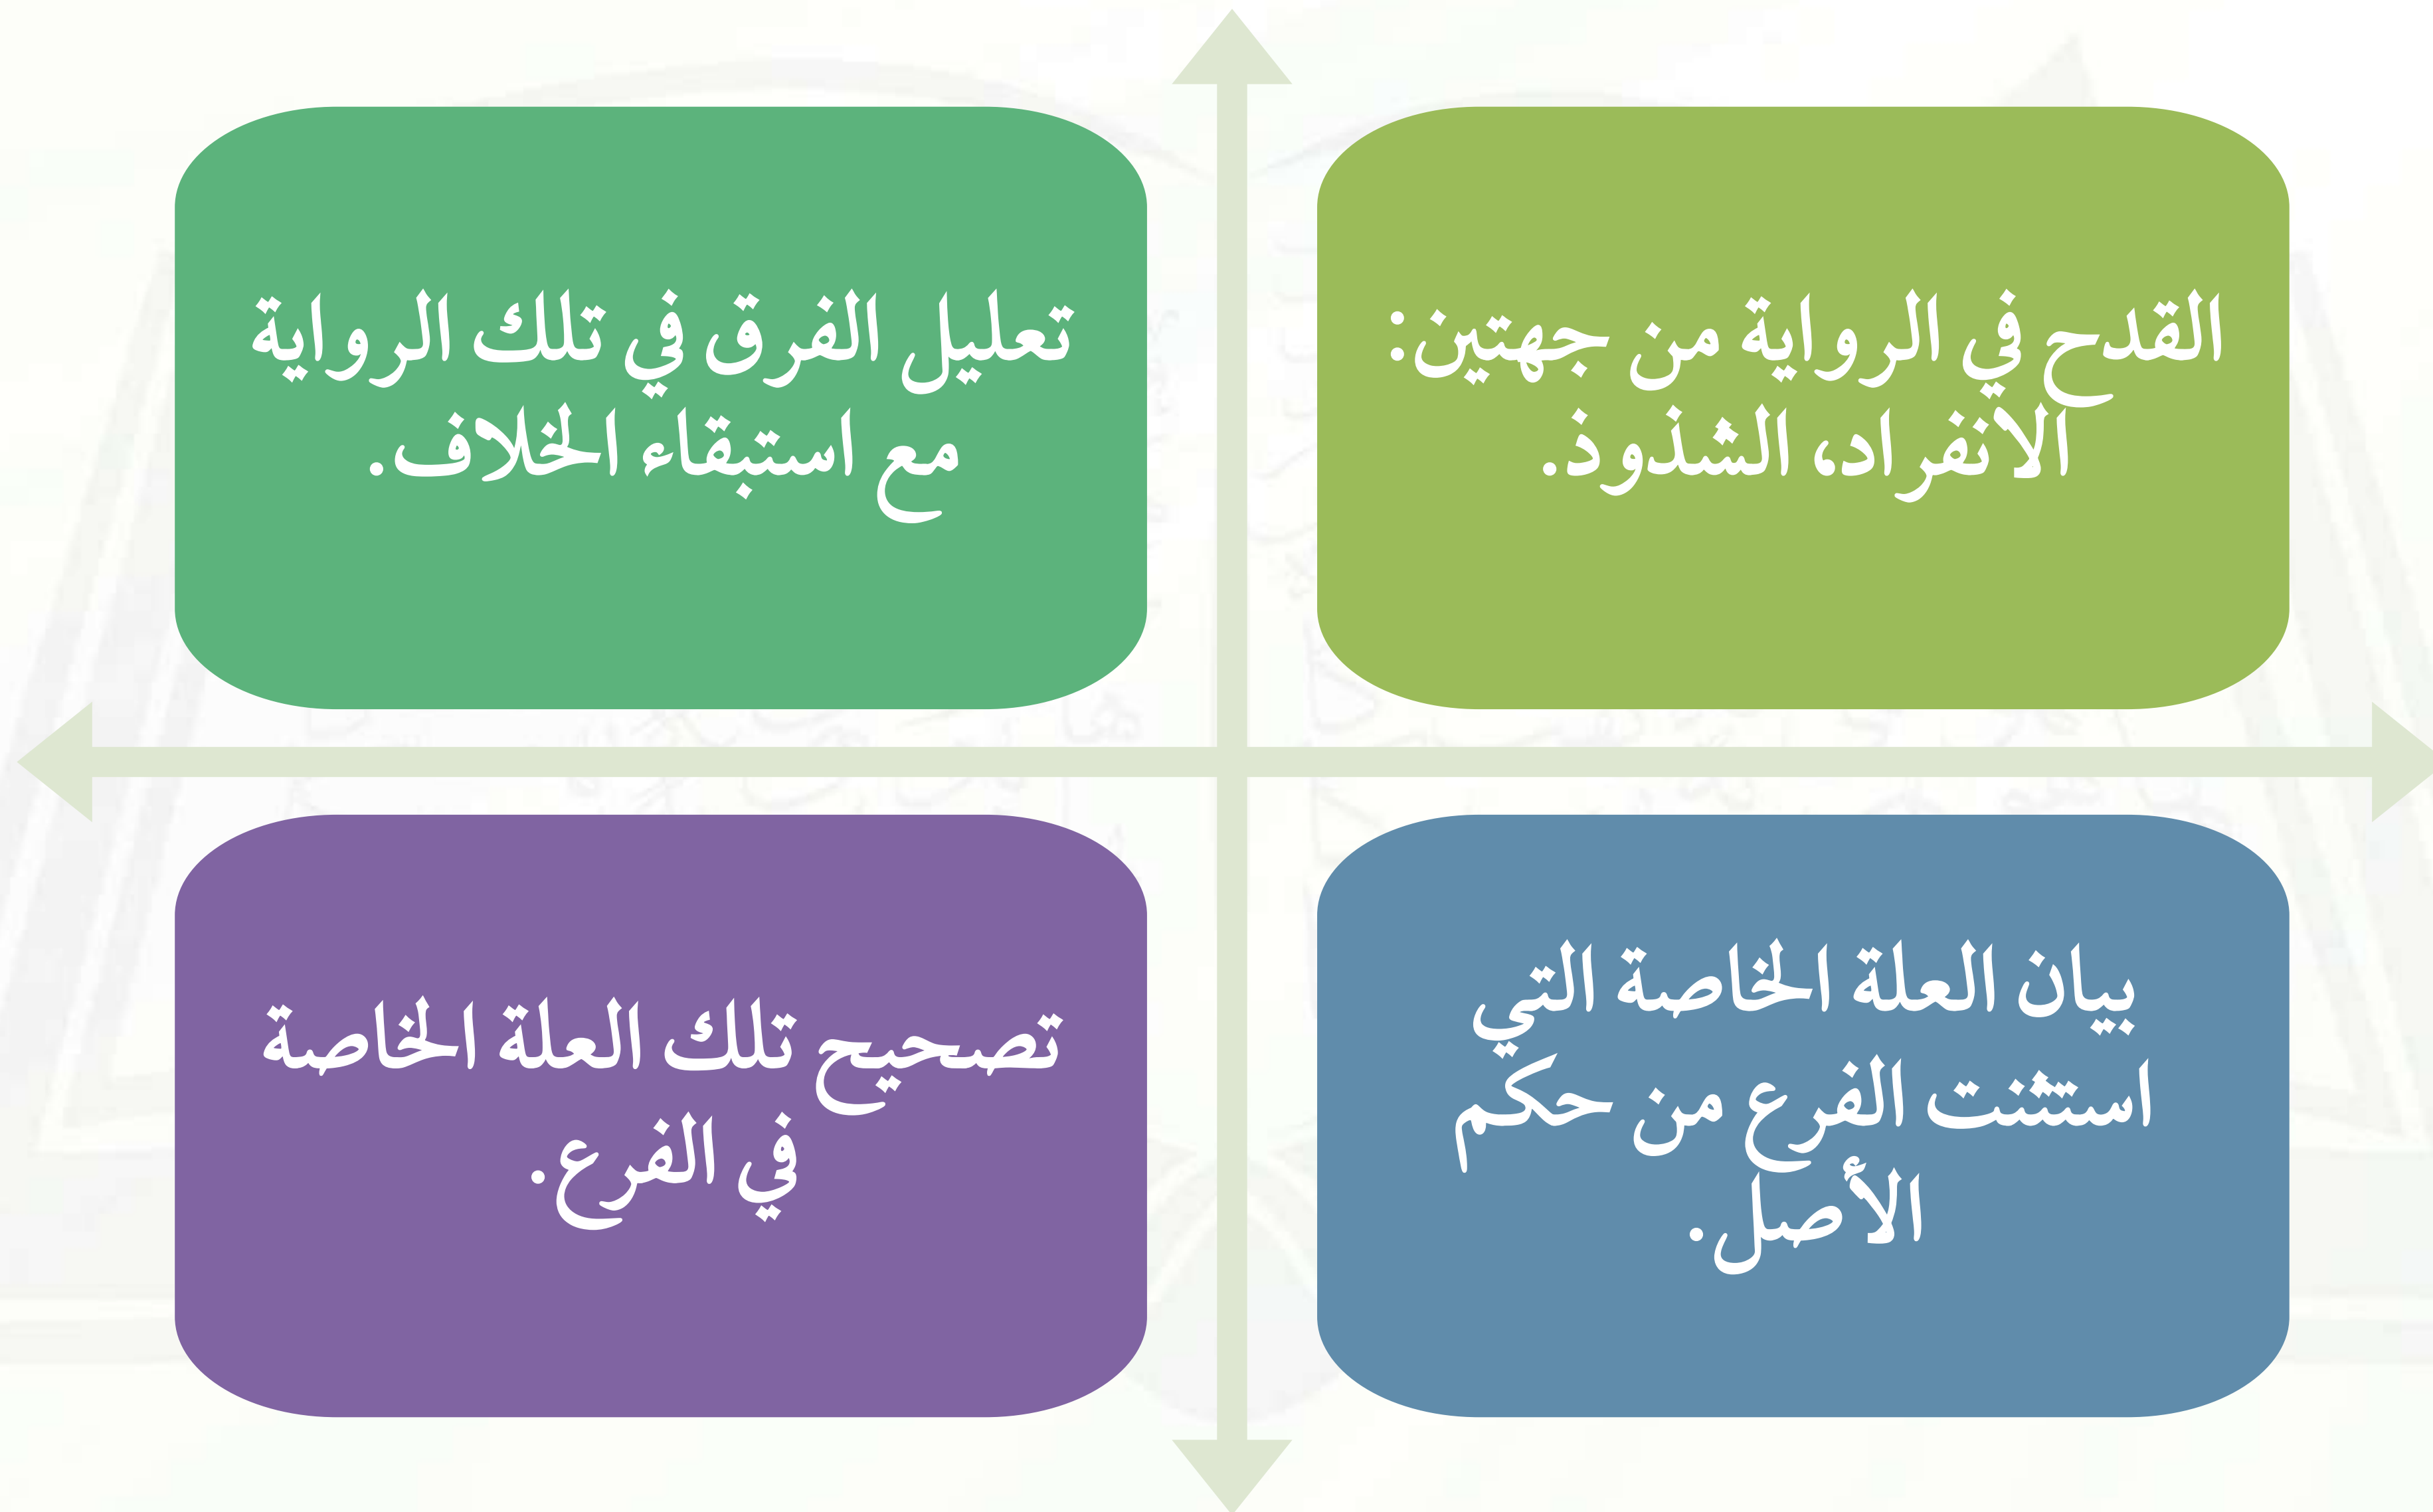 القدح في الرواية من جهتين:
الانفراد، الشذوذ.
تعليل الفرق في تلك الرواية
مع استبقاء الخلاف.
بيان العلة الخاصة التي
استثنت الفرع من حكم
الأصل.
تصحيح تلك العلة الخاصة
في الفرع.